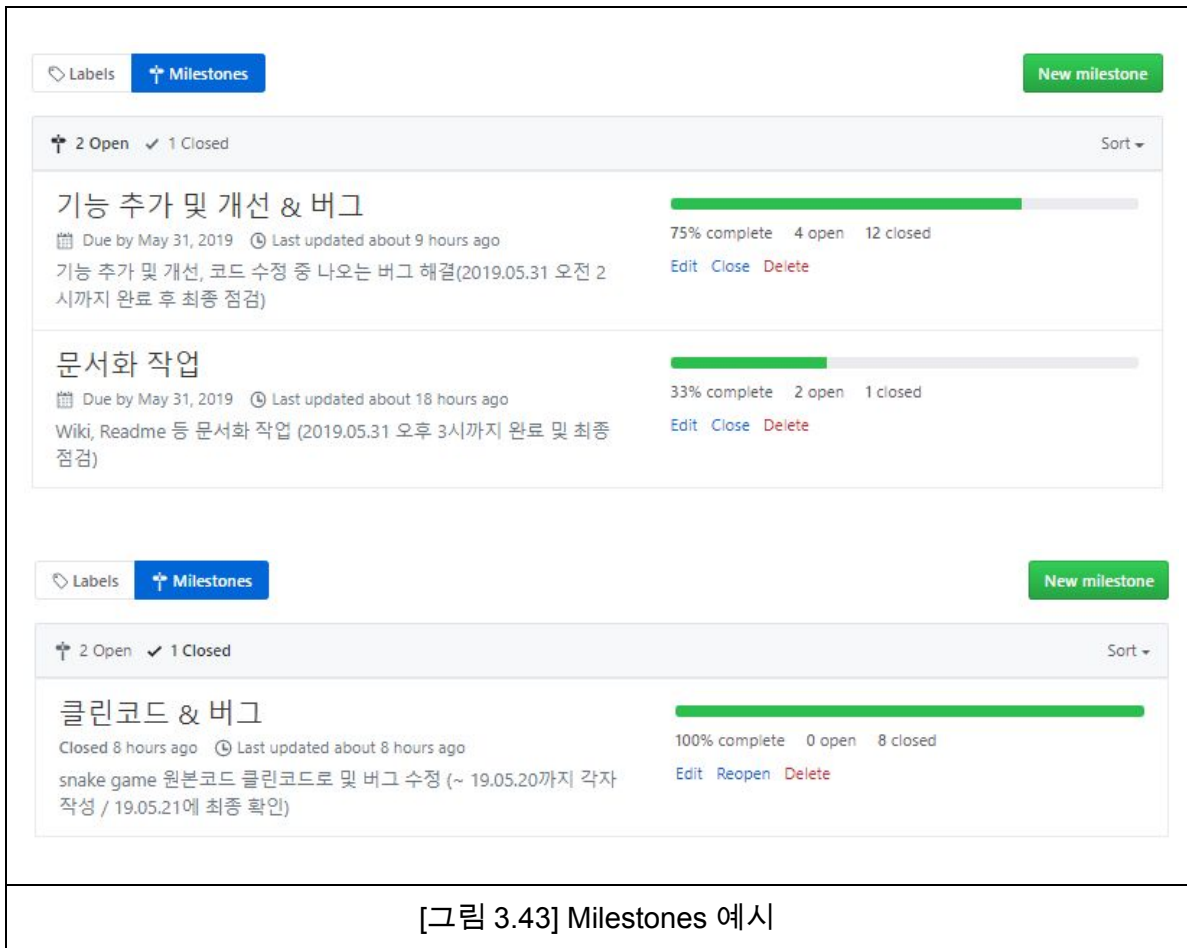 Labels Milestones New milestone
2 Open 1 Closed Sort
기능 추가 및 개선 & 버그
Due by May 31, 2019 Last updated about 9 hours ago
기능 추가 및 개선, 코드 수정 중 나오는 버그 해결(2019.05.31 오전 2
시까지 완료 후 최종 점검)
75% complete 4 open 12 closed
Edit Close Delete
문서화 작업
Due by May 31, 2019 Last updated about 18 hours ago
Wiki, Readme 등 문서화 작업 (2019.05.31 오후 3시까지 완료 및 최종
점검)
33% complete 2 open 1 closed
Edit Close Delete
Labels Milestones New milestone
2 Open 1 Closed Sort
클린코드 & 버그
Closed 8 hours ago Last updated about 8 hours ago
snake game 원본코드 클린코드로 및 버그 수정 (~ 19.05.20까지 각자
작성 / 19.05.21에 최종 확인)
100% complete 0 open 8 closed
Edit Reopen Delete
[그림 3.43] Milestones 예시